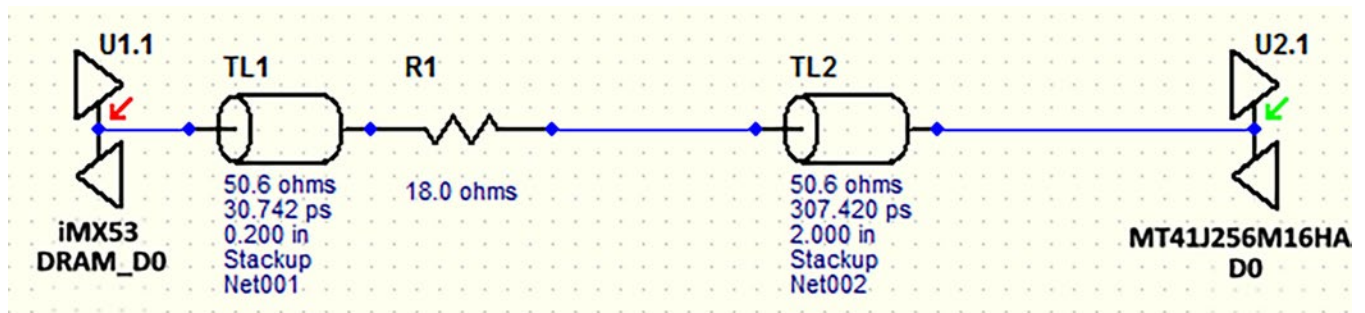 U1.1
TL1
R1
TL2
U2.1
50.6 ohms
30.742 ps
0.200 in
Stackup
Net001
18.0 ohms
50.6 ohms
307.420 ps
2.000 in
Stackup
Net002
iMX53
DRAM_D0
MT41J256M16HA
D0